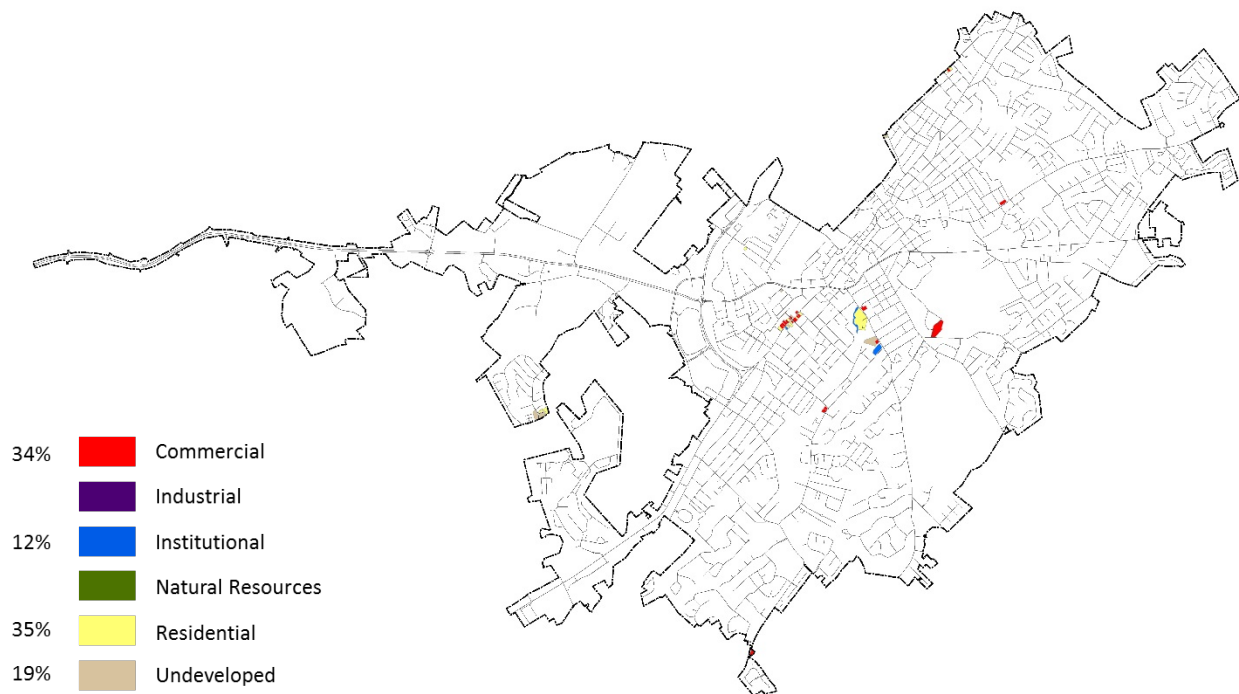 34% Commercial
Industrial
12% Institutional
Natural Resources
35% Residential
19% Undeveloped